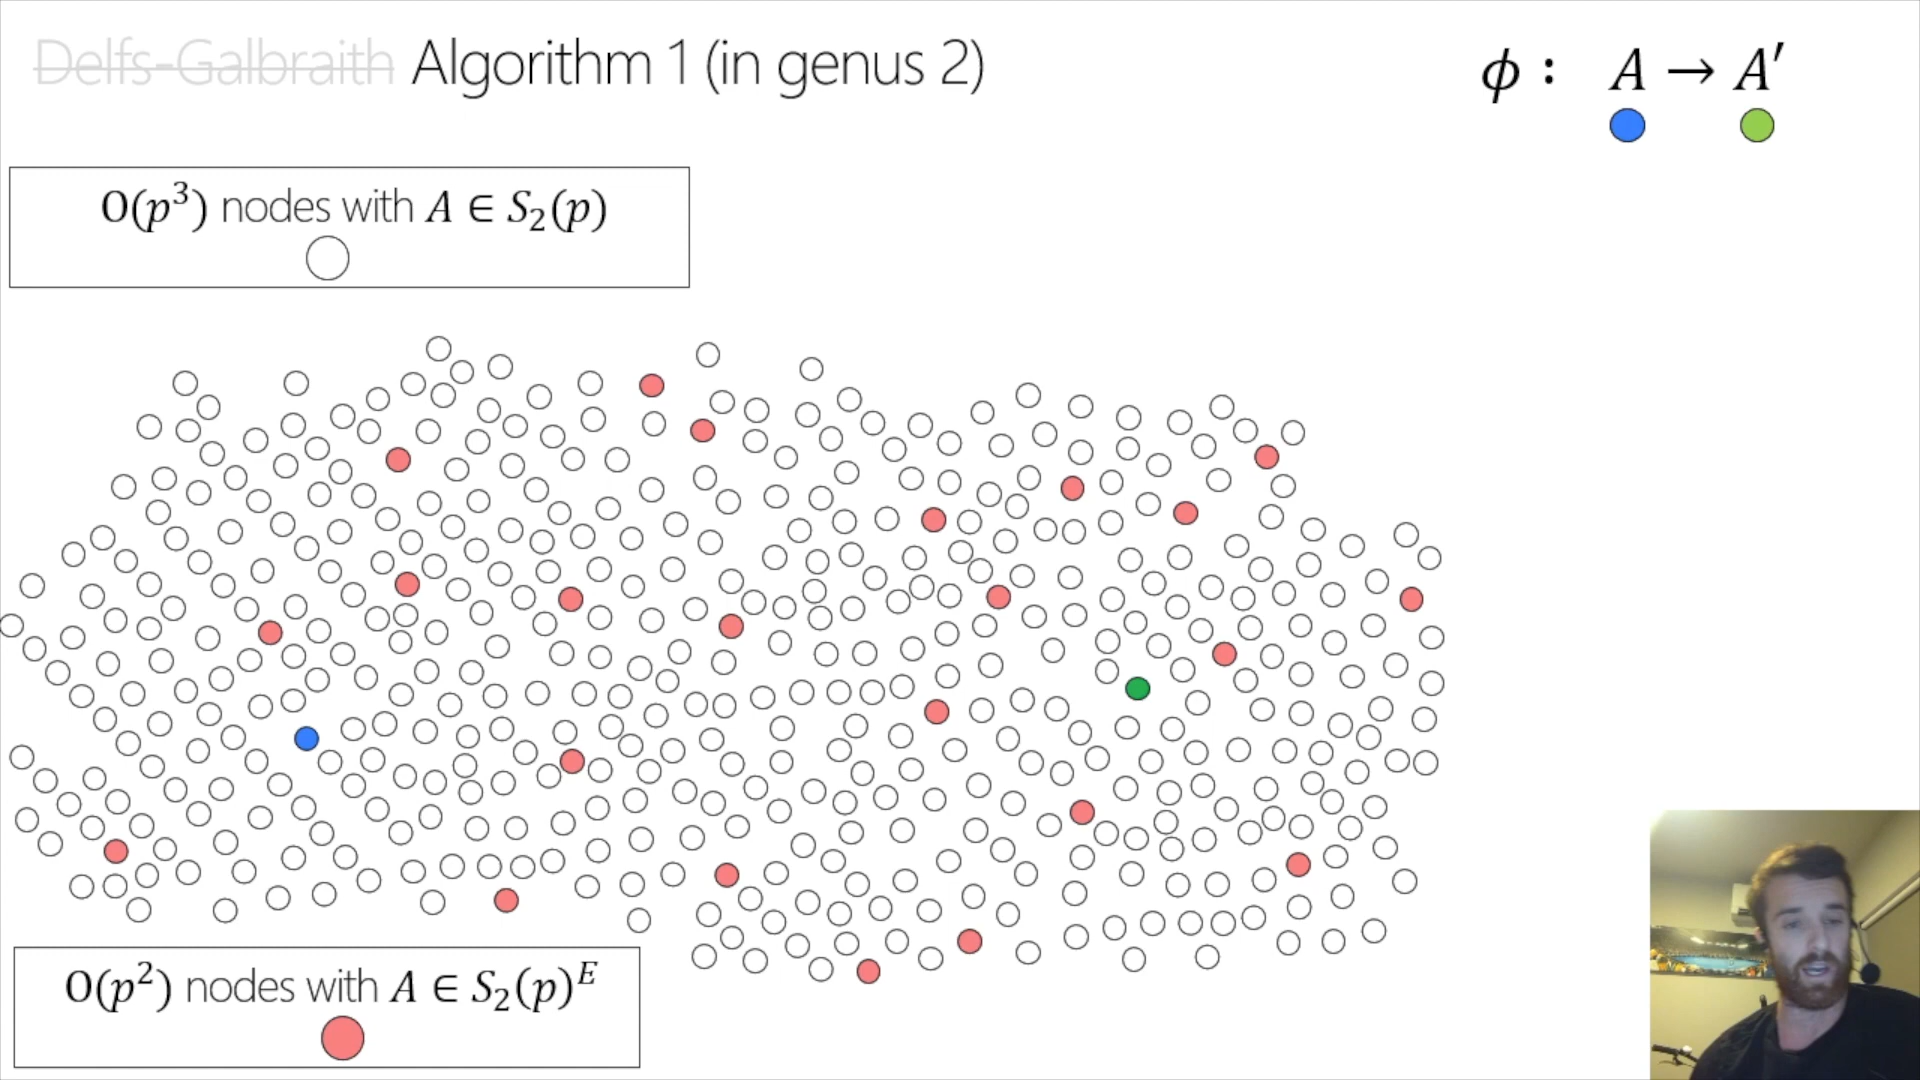 Delfs-Galbraith Algorithm 1 (in genus 2)
ϕ : A → A′
O(p³) nodes with A ∈ S₂(p)
O(p²) nodes with A ∈ S₂(p)ᴱ